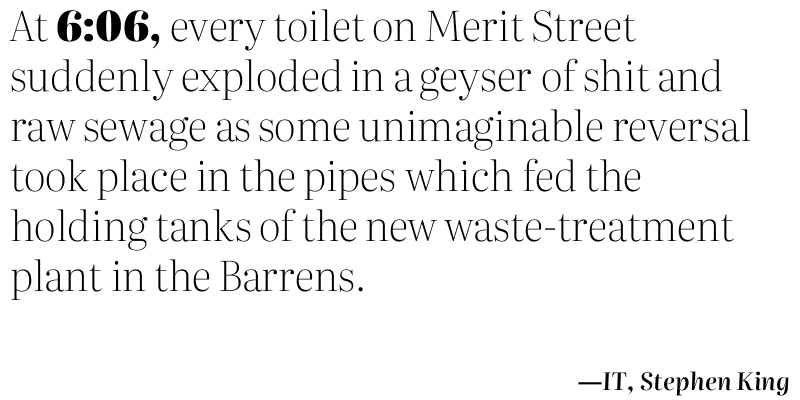 At 6:06, every toilet on Merit Street
suddenly exploded in a geyser of shit and
raw sewage as some unimaginable reversal
took place in the pipes which fed the
holding tanks of the new waste-treatment
plant in the Barrens.
—IT, Stephen King